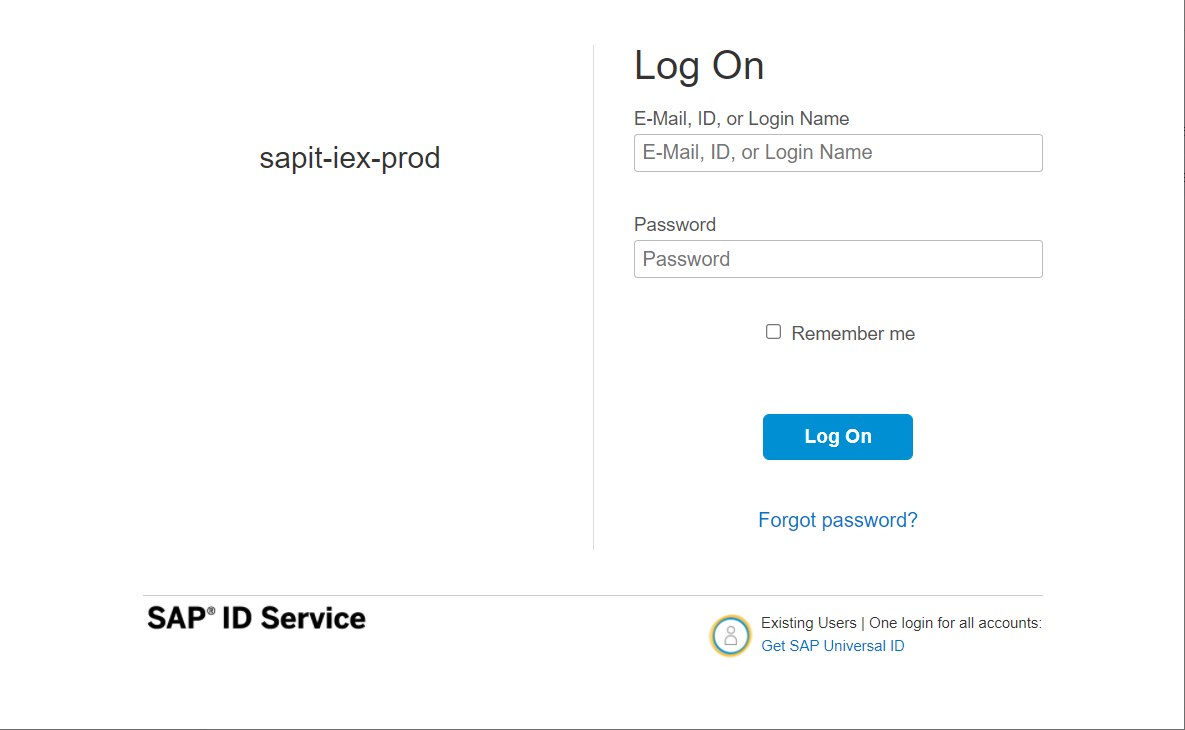 sapit-iex-prod
Log On
E-Mail, ID, or Login Name
E-Mail, ID, or Login Name
Password
Password
Remember me
Log On
Forgot password?
SAP® ID Service
Existing Users | One login for all accounts:
Get SAP Universal ID